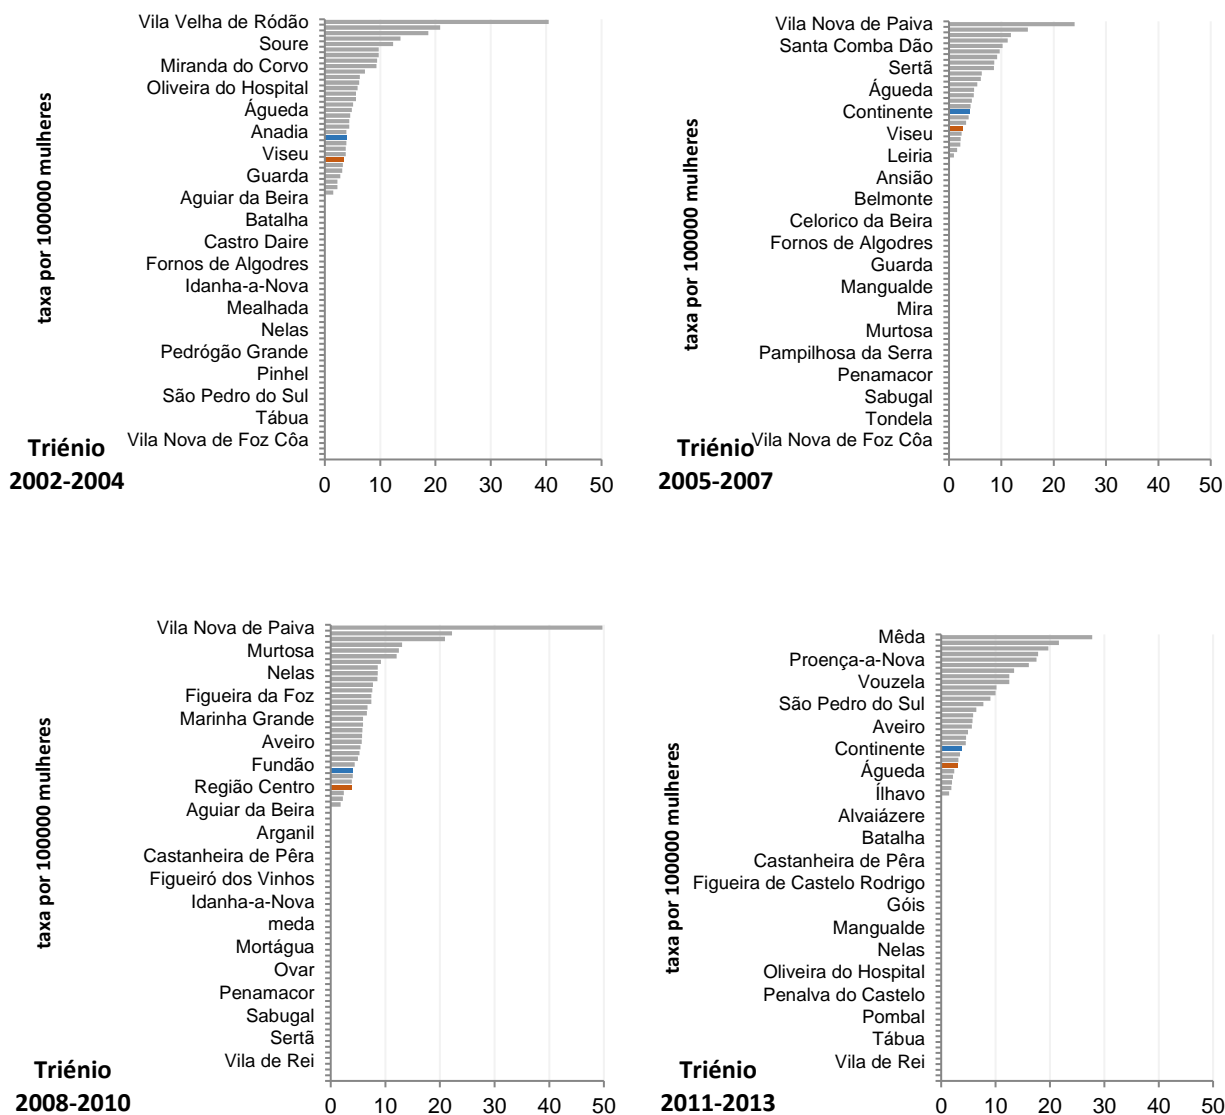 taxa por 100000 mulheres
Vila Velha de Ródão
Soure
Miranda do Corvo
Oliveira do Hospital
Águeda
Anadia
Viseu
Guarda
Aguiar da Beira
Batalha
Castro Daire
Fornos de Algodres
Idanha-a-Nova
Mealhada
Nelas
Pedrógão Grande
Pinhel
São Pedro do Sul
Tábua
Vila Nova de Foz Côa
0 10 20 30 40 50
Triénio
2002-2004
taxa por 100000 mulheres
Vila Nova de Paiva
Santa Comba Dão
Sertã
Águeda
Continente
Viseu
Leiria
Ansião
Belmonte
Celorico da Beira
Fornos de Algodres
Guarda
Mangualde
Mira
Murtosa
Pampilhosa da Serra
Penamacor
Sabugal
Tondela
Vila Nova de Foz Côa
0 10 20 30 40 50
Triénio
2005-2007
taxa por 100000 mulheres
Vila Nova de Paiva
Murtosa
Nelas
Figueira da Foz
Marinha Grande
Aveiro
Fundão
Região Centro
Aguiar da Beira
Arganil
Castanheira de Pêra
Figueiró dos Vinhos
Idanha-a-Nova
meda
Mortágua
Ovar
Penamacor
Sabugal
Sertã
Vila de Rei
0 10 20 30 40 50
Triénio
2008-2010
taxa por 100000 mulheres
Mêda
Proença-a-Nova
Vouzela
São Pedro do Sul
Aveiro
Continente
Águeda
Ílhavo
Alvaiázere
Batalha
Castanheira de Pêra
Figueira de Castelo Rodrigo
Góis
Mangualde
Nelas
Oliveira do Hospital
Penalva do Castelo
Pombal
Tábua
Vila de Rei
0 10 20 30 40 50
Triénio
2011-2013